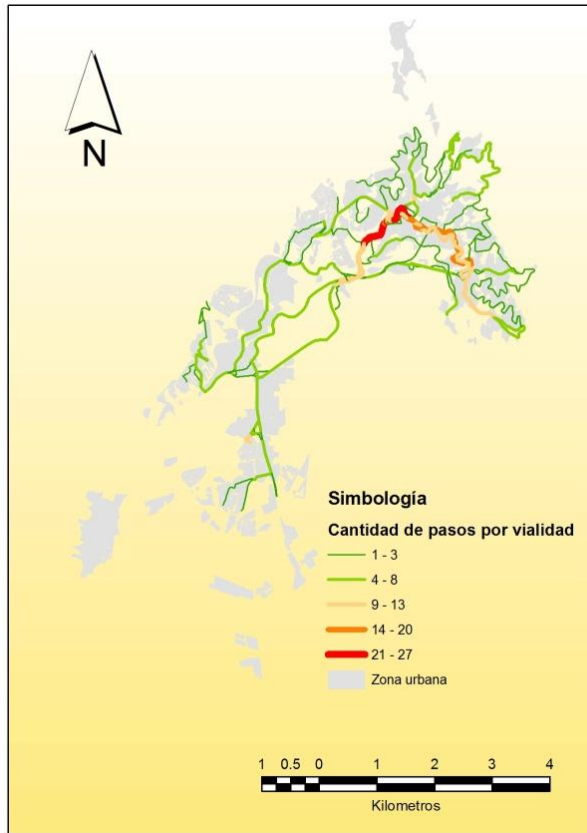 N
Simbología
Cantidad de pasos por vialidad
1 - 3
4 - 8
9 - 13
14 - 20
21 - 27
Zona urbana
1 0.5 0 1 2 3 4
Kilometros